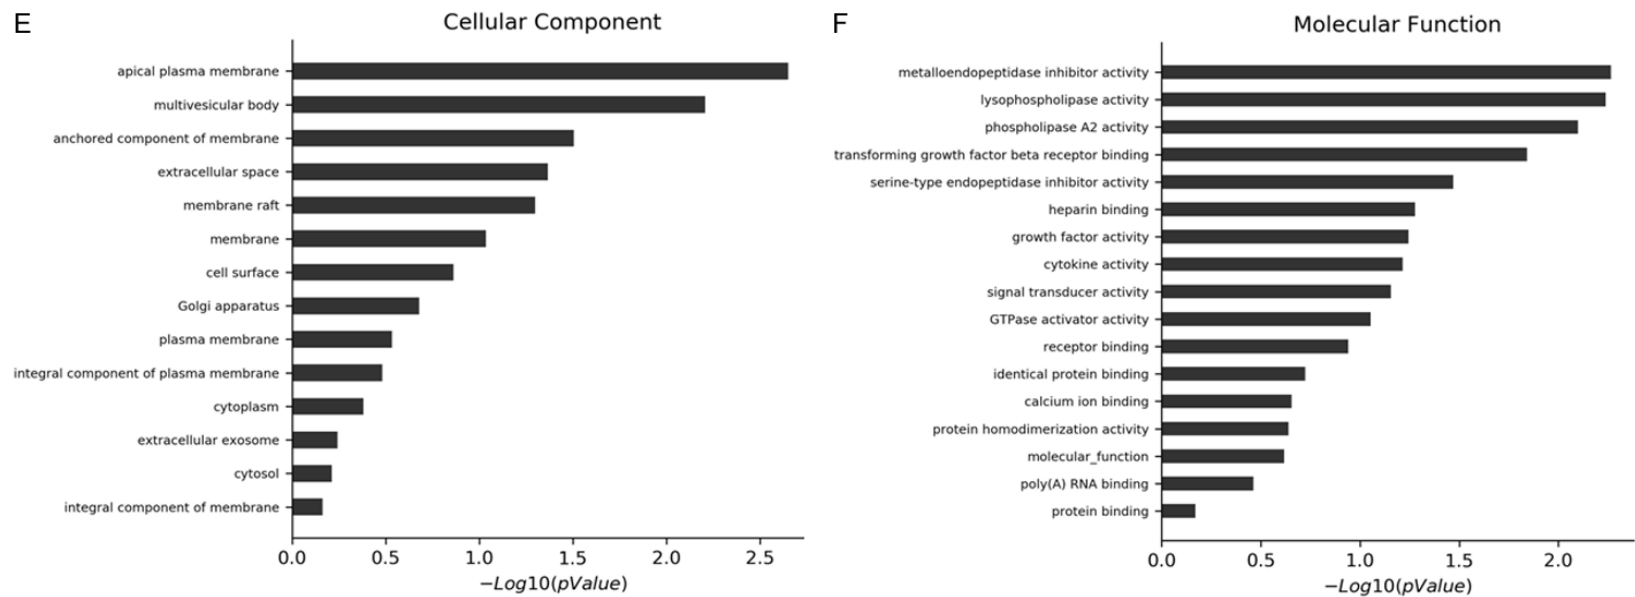 E
Cellular Component
apical plasma membrane
multivesicular body
anchored component of membrane
extracellular space
membrane raft
membrane
cell surface
Golgi apparatus
plasma membrane
integral component of plasma membrane
cytoplasm
extracellular exosome
cytosol
integral component of membrane
0.0 0.5 1.0 1.5 2.0 2.5
−Log10(pValue)
F
Molecular Function
metalloendopeptidase inhibitor activity
lysophospholipase activity
phospholipase A2 activity
transforming growth factor beta receptor binding
serine-type endopeptidase inhibitor activity
heparin binding
growth factor activity
cytokine activity
signal transducer activity
GTPase activator activity
receptor binding
identical protein binding
calcium ion binding
protein homodimerization activity
molecular_function
poly(A) RNA binding
protein binding
0.0 0.5 1.0 1.5 2.0
−Log10(pValue)